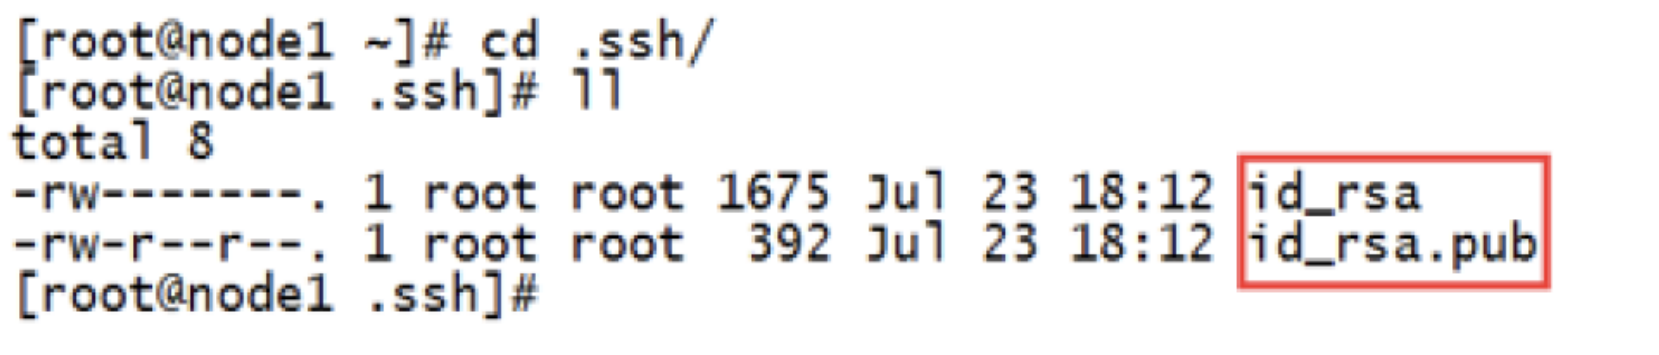 [root@node1 ~]# cd .ssh/
[root@node1 .ssh]# ll
total 8
-rw-------. 1 root root 1675 Jul 23 18:12 id_rsa
-rw-r--r--. 1 root root  392 Jul 23 18:12 id_rsa.pub
[root@node1 .ssh]#